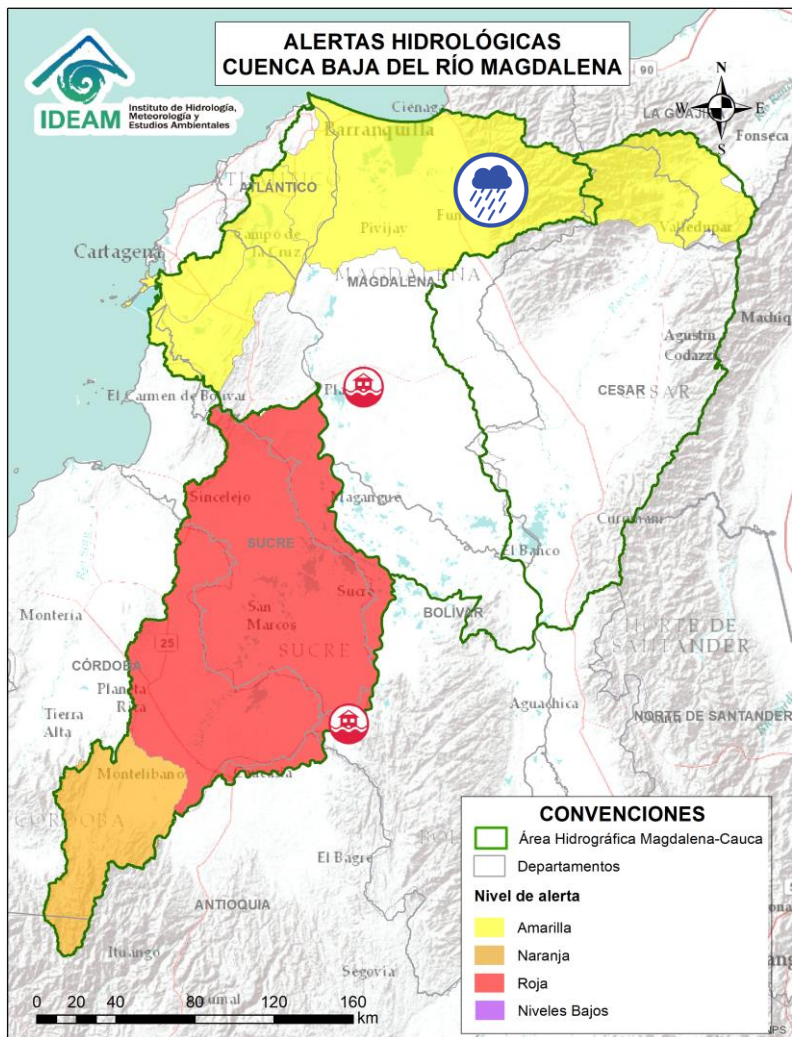 ALERTAS HIDROLÓGICAS
CUENCA BAJA DEL RÍO MAGDALENA
IDEAM
Instituto de Hidrología,
Meteorología y
Estudios Ambientales
N
W E
S
90
Ciénaga
LA GUAJIRA
Fonseca
Barranquilla
ATLÁNTICO
Pivijay
Campo de
la Cruz
Valledupar
Cartagena
MAGDALENA
MAGDALENA
Agustín
Codazzi
El Carmen de Bolívar
CESAR
CESAR
Sincelejo
Magangué
Curumaní
SUCRE
El Banco
Sucre
BOLÍVAR
San
Marcos
Montería
SUCRE
NORTE DE
SANTANDER
25
CÓRDOBA
Planeta
Rica
Aguachica
Tierra
Alta
NORTE DE SANTANDER
Montelíbano
CÓRDOBA
El Bagre
ANTIOQUIA
Ituango
Segovia
CONVENCIONES
Área Hidrográfica Magdalena-Cauca
Departamentos
Nivel de alerta
Amarilla
Naranja
Roja
Niveles Bajos
0 20 40 80 120 160
km